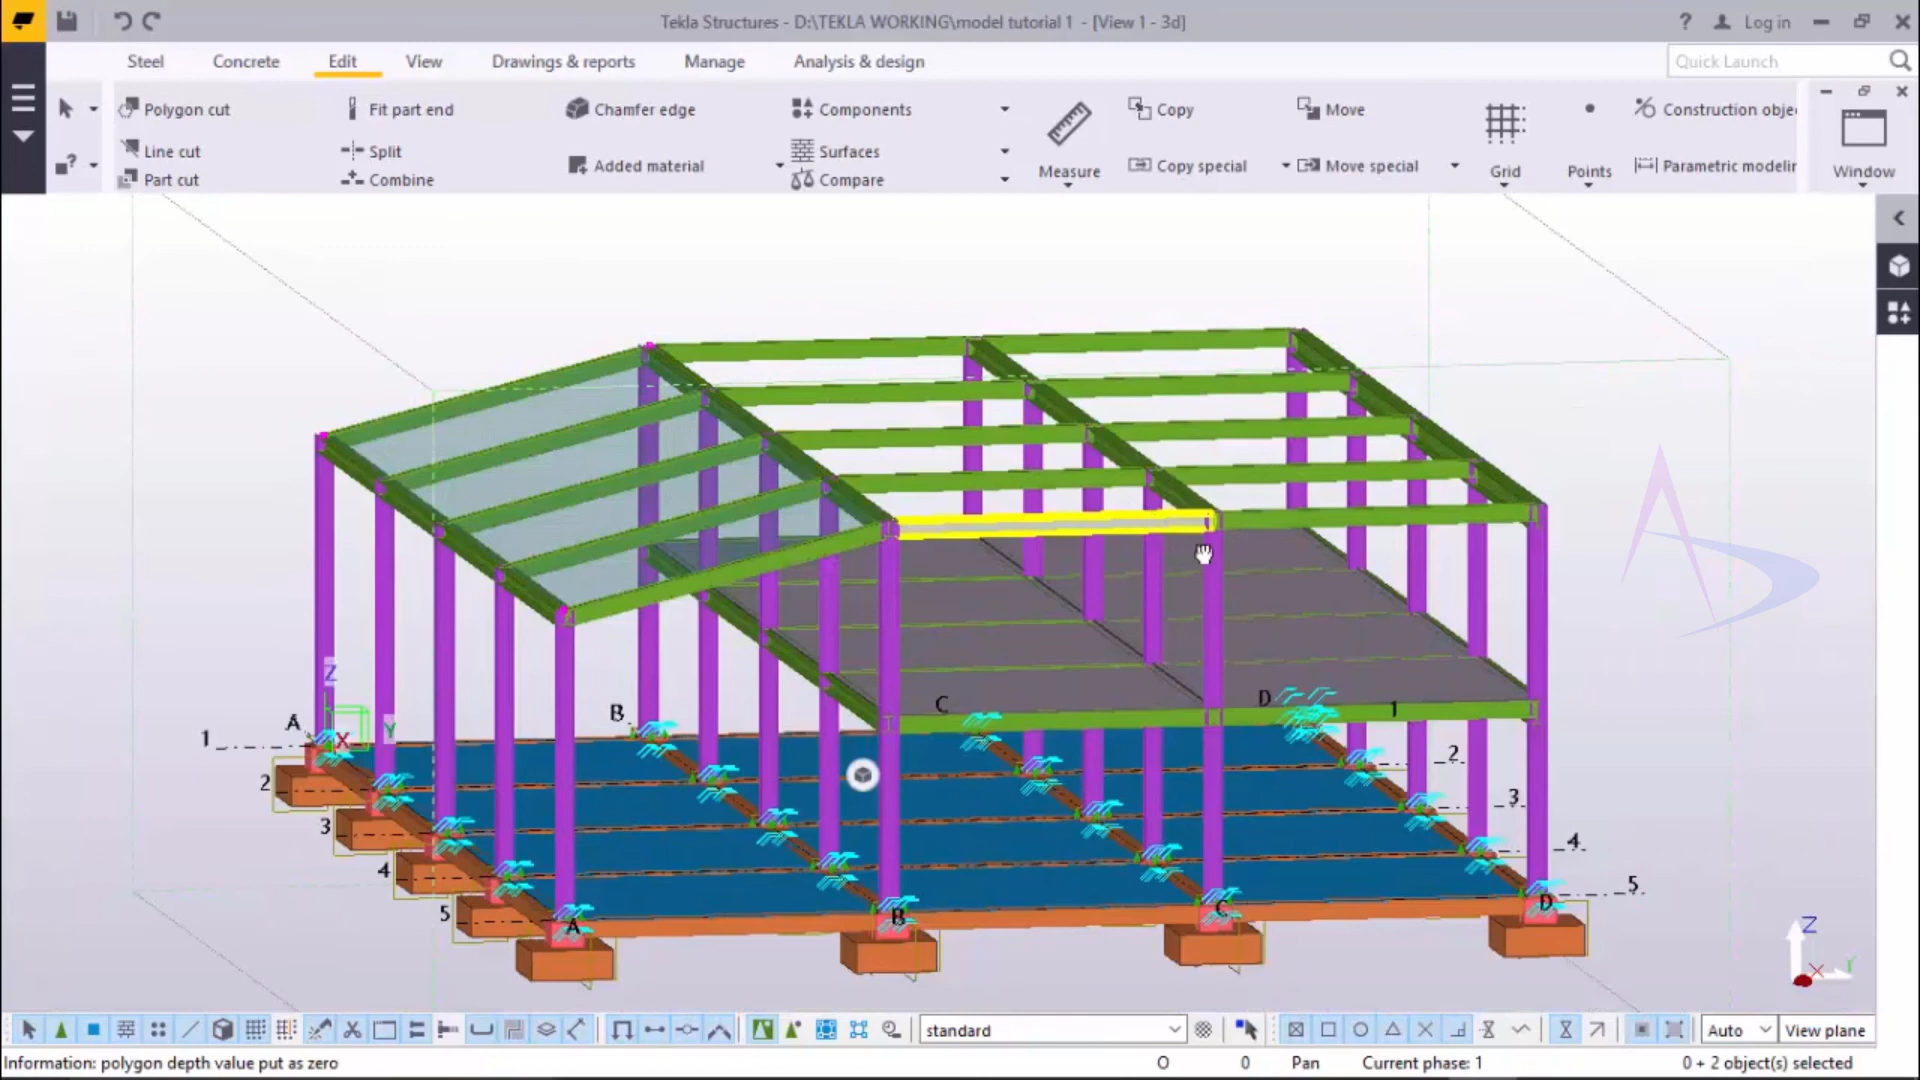 Tekla Structures - D:\TEKLA WORKING\model tutorial 1 - [View 1 - 3d]
? Log in
Steel Concrete Edit View Drawings & reports Manage Analysis & design
Quick Launch
Polygon cut Fit part end Chamfer edge Components Copy Move Construction obje
Line cut Split Surfaces
Added material Measure Copy special Move special Grid Points Parametric modelin Window
Part cut Combine Compare
Z
A
B
C
D
1
1
X
Y
2
2
3
3
4
4
5
5
A
B
C
D
Z
X
Y
standard
Auto
View plane
Information: polygon depth value put as zero
O 0 Pan Current phase: 1 0 + 2 object(s) selected